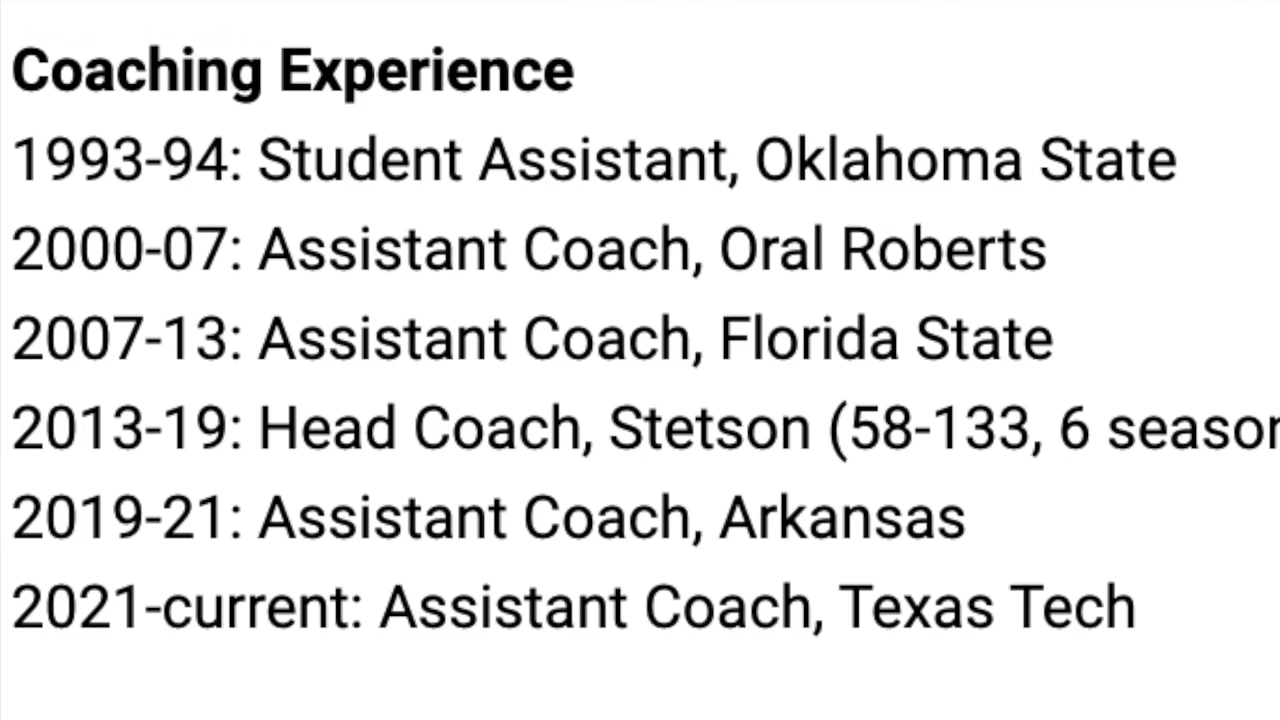 Coaching Experience
1993-94: Student Assistant, Oklahoma State
2000-07: Assistant Coach, Oral Roberts
2007-13: Assistant Coach, Florida State
2013-19: Head Coach, Stetson (58-133, 6 season
2019-21: Assistant Coach, Arkansas
2021-current: Assistant Coach, Texas Tech